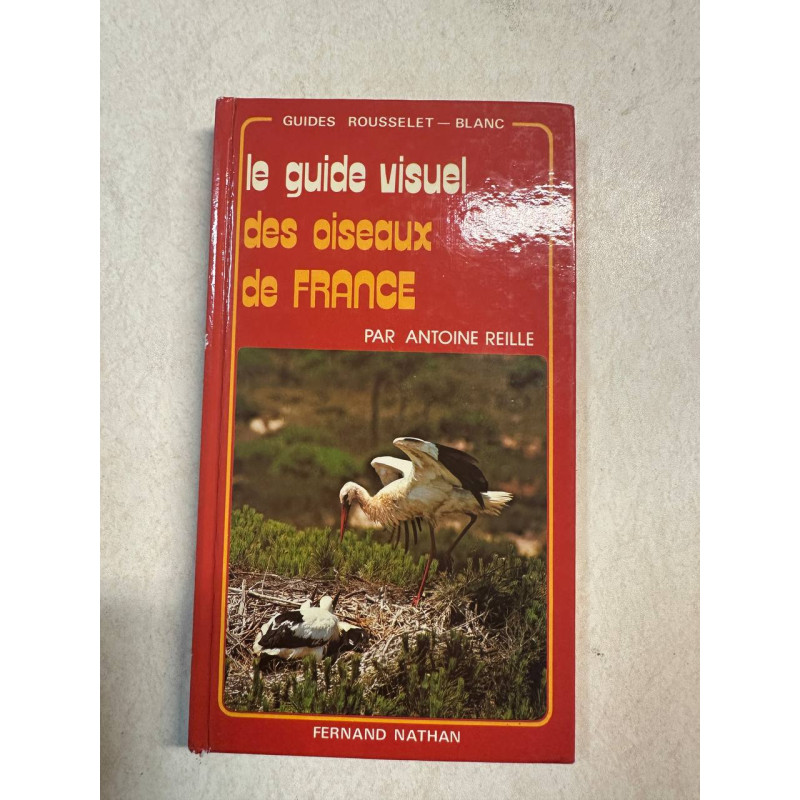 GUIDES ROUSSELET — BLANC
le guide visuel
des oiseaux
de FRANCE
PAR ANTOINE REILLE
FERNAND NATHAN